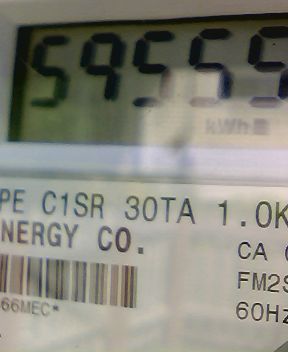 59555
kWh
PE C1SR 30TA 1.0K
NERGY CO.
CA
FM2S
66MEC*
60Hz